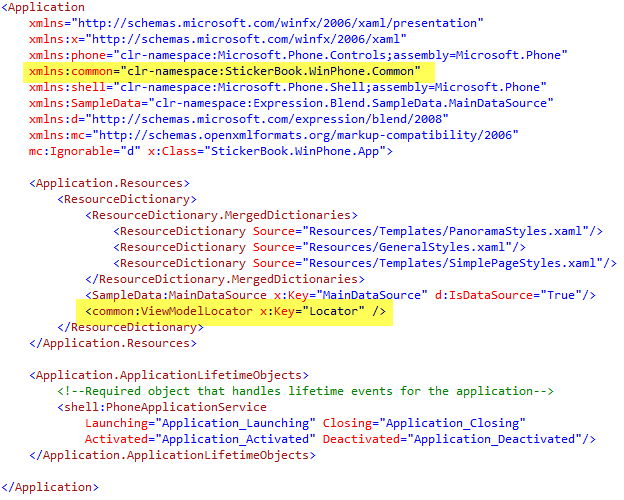 <Application
xmlns="http://schemas.microsoft.com/winfx/2006/xaml/presentation"
xmlns:x="http://schemas.microsoft.com/winfx/2006/xaml"
xmlns:phone="clr-namespace:Microsoft.Phone.Controls;assembly=Microsoft.Phone"
xmlns:common="clr-namespace:StickerBook.WinPhone.Common"
xmlns:shell="clr-namespace:Microsoft.Phone.Shell;assembly=Microsoft.Phone"
xmlns:SampleData="clr-namespace:Expression.Blend.SampleData.MainDataSource"
xmlns:d="http://schemas.microsoft.com/expression/blend/2008"
xmlns:mc="http://schemas.openxmlformats.org/markup-compatibility/2006"
mc:Ignorable="d" x:Class="StickerBook.WinPhone.App">
<Application.Resources>
<ResourceDictionary>
<ResourceDictionary.MergedDictionaries>
<ResourceDictionary Source="Resources/Templates/PanoramaStyles.xaml"/>
<ResourceDictionary Source="Resources/GeneralStyles.xaml"/>
<ResourceDictionary Source="Resources/Templates/SimplePageStyles.xaml"/>
</ResourceDictionary.MergedDictionaries>
<SampleData:MainDataSource x:Key="MainDataSource" d:IsDataSource="True"/>
<common:ViewModelLocator x:Key="Locator" />
</ResourceDictionary>
</Application.Resources>
<Application.ApplicationLifetimeObjects>
<!--Required object that handles lifetime events for the application-->
<shell:PhoneApplicationService
Launching="Application_Launching" Closing="Application_Closing"
Activated="Application_Activated" Deactivated="Application_Deactivated"/>
</Application.ApplicationLifetimeObjects>
</Application>